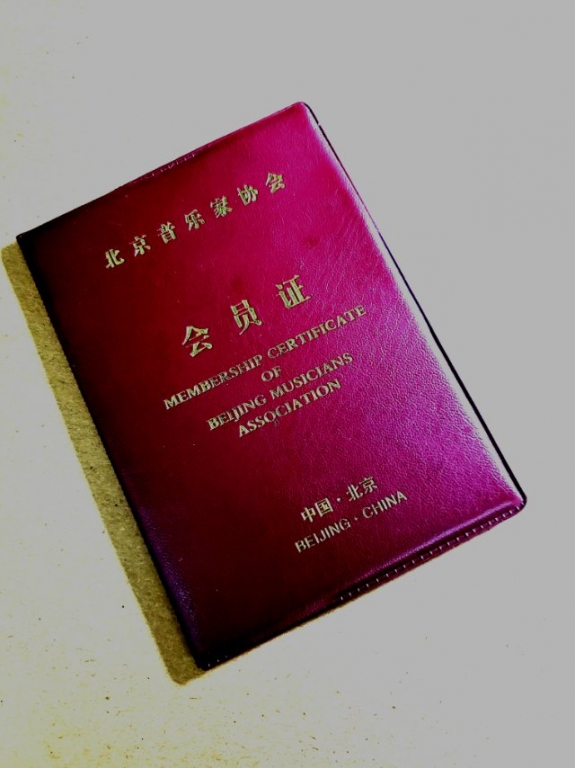 北京音乐家协会
会员证
MEMBERSHIP CERTIFICATE
OF
BEIJING MUSICIANS
ASSOCIATION
中国·北京
BEIJING·CHINA